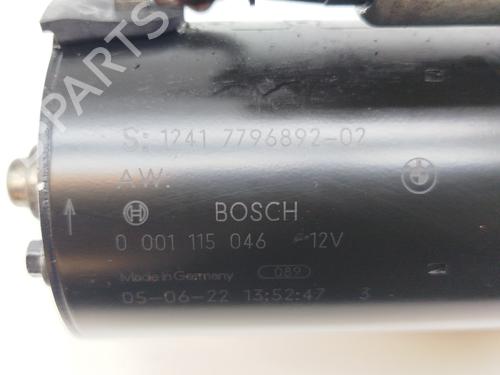 S: 1241 7796892-02
AW:
BOSCH
0 001 115 046 12V
Made in Germany 089
05-06-22 13:52:47 3
B-PARTS